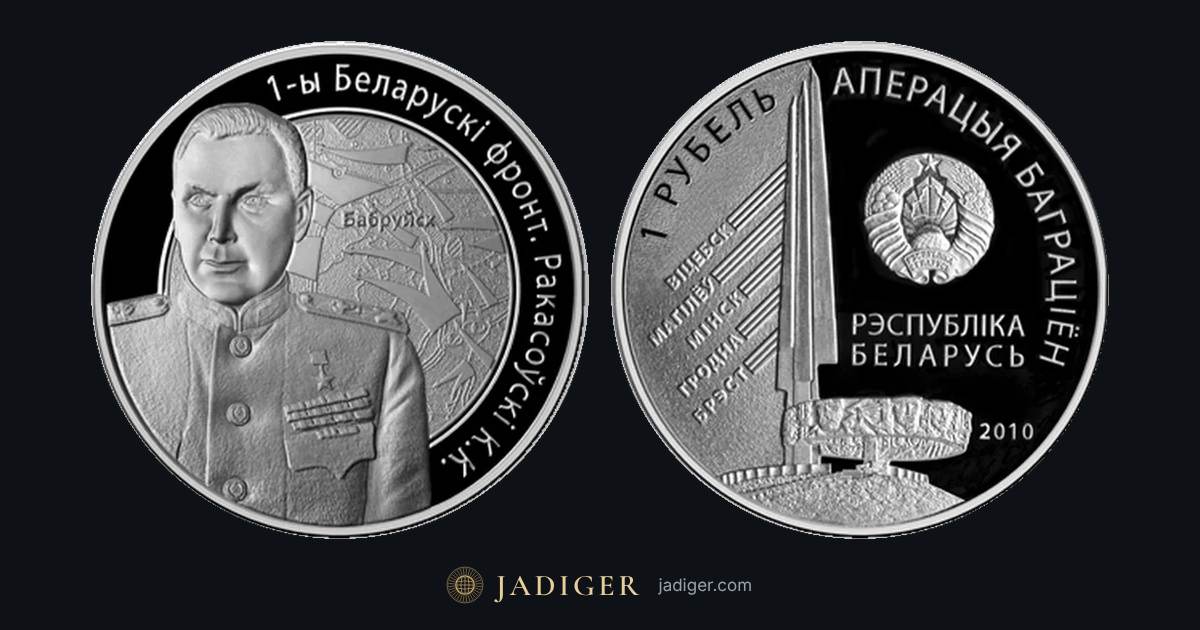 1-ы Беларускі фронт. Ракасоўскі К.К.
Бабруйск
1 РУБЕЛЬ
АПЕРАЦЫЯ БАГРАЦІЁН
ВІЦЕБСК
МАГІЛЁЎ
МІНСК
ГРОДНА
БРЭСТ
РЭСПУБЛІКА
БЕЛАРУСЬ
2010
JADIGER
jadiger.com